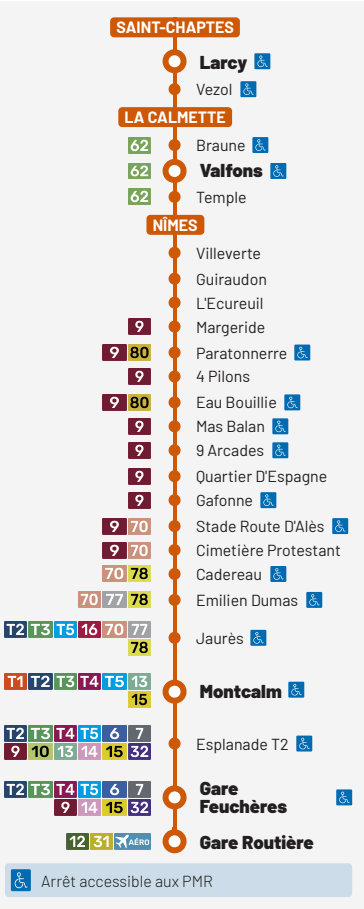 SAINT-CHAPTES
Larcy
Vezol
LA CALMETTE
62 Braune
62 Valfons
62 Temple
NÎMES
Villeverte
Guiraudon
L'Ecureuil
9 Margeride
9 80 Paratonnerre
9 4 Pilons
9 80 Eau Bouillie
9 Mas Balan
9 9 Arcades
9 Quartier D'Espagne
9 Gafonne
9 70 Stade Route D'Alès
9 70 Cimetière Protestant
70 78 Cadereau
70 77 78 Emilien Dumas
T2 T3 T5 16 70 77
78
Jaurès
T1 T2 T3 T4 T5 13
15
Montcalm
T2 T3 T4 T5 6 7
9 10 13 14 15 32
Esplanade T2
T2 T3 T4 T5 6 7
9 14 15 32
Gare
Feuchères
12 31 AÉRO Gare Routière
Arrêt accessible aux PMR